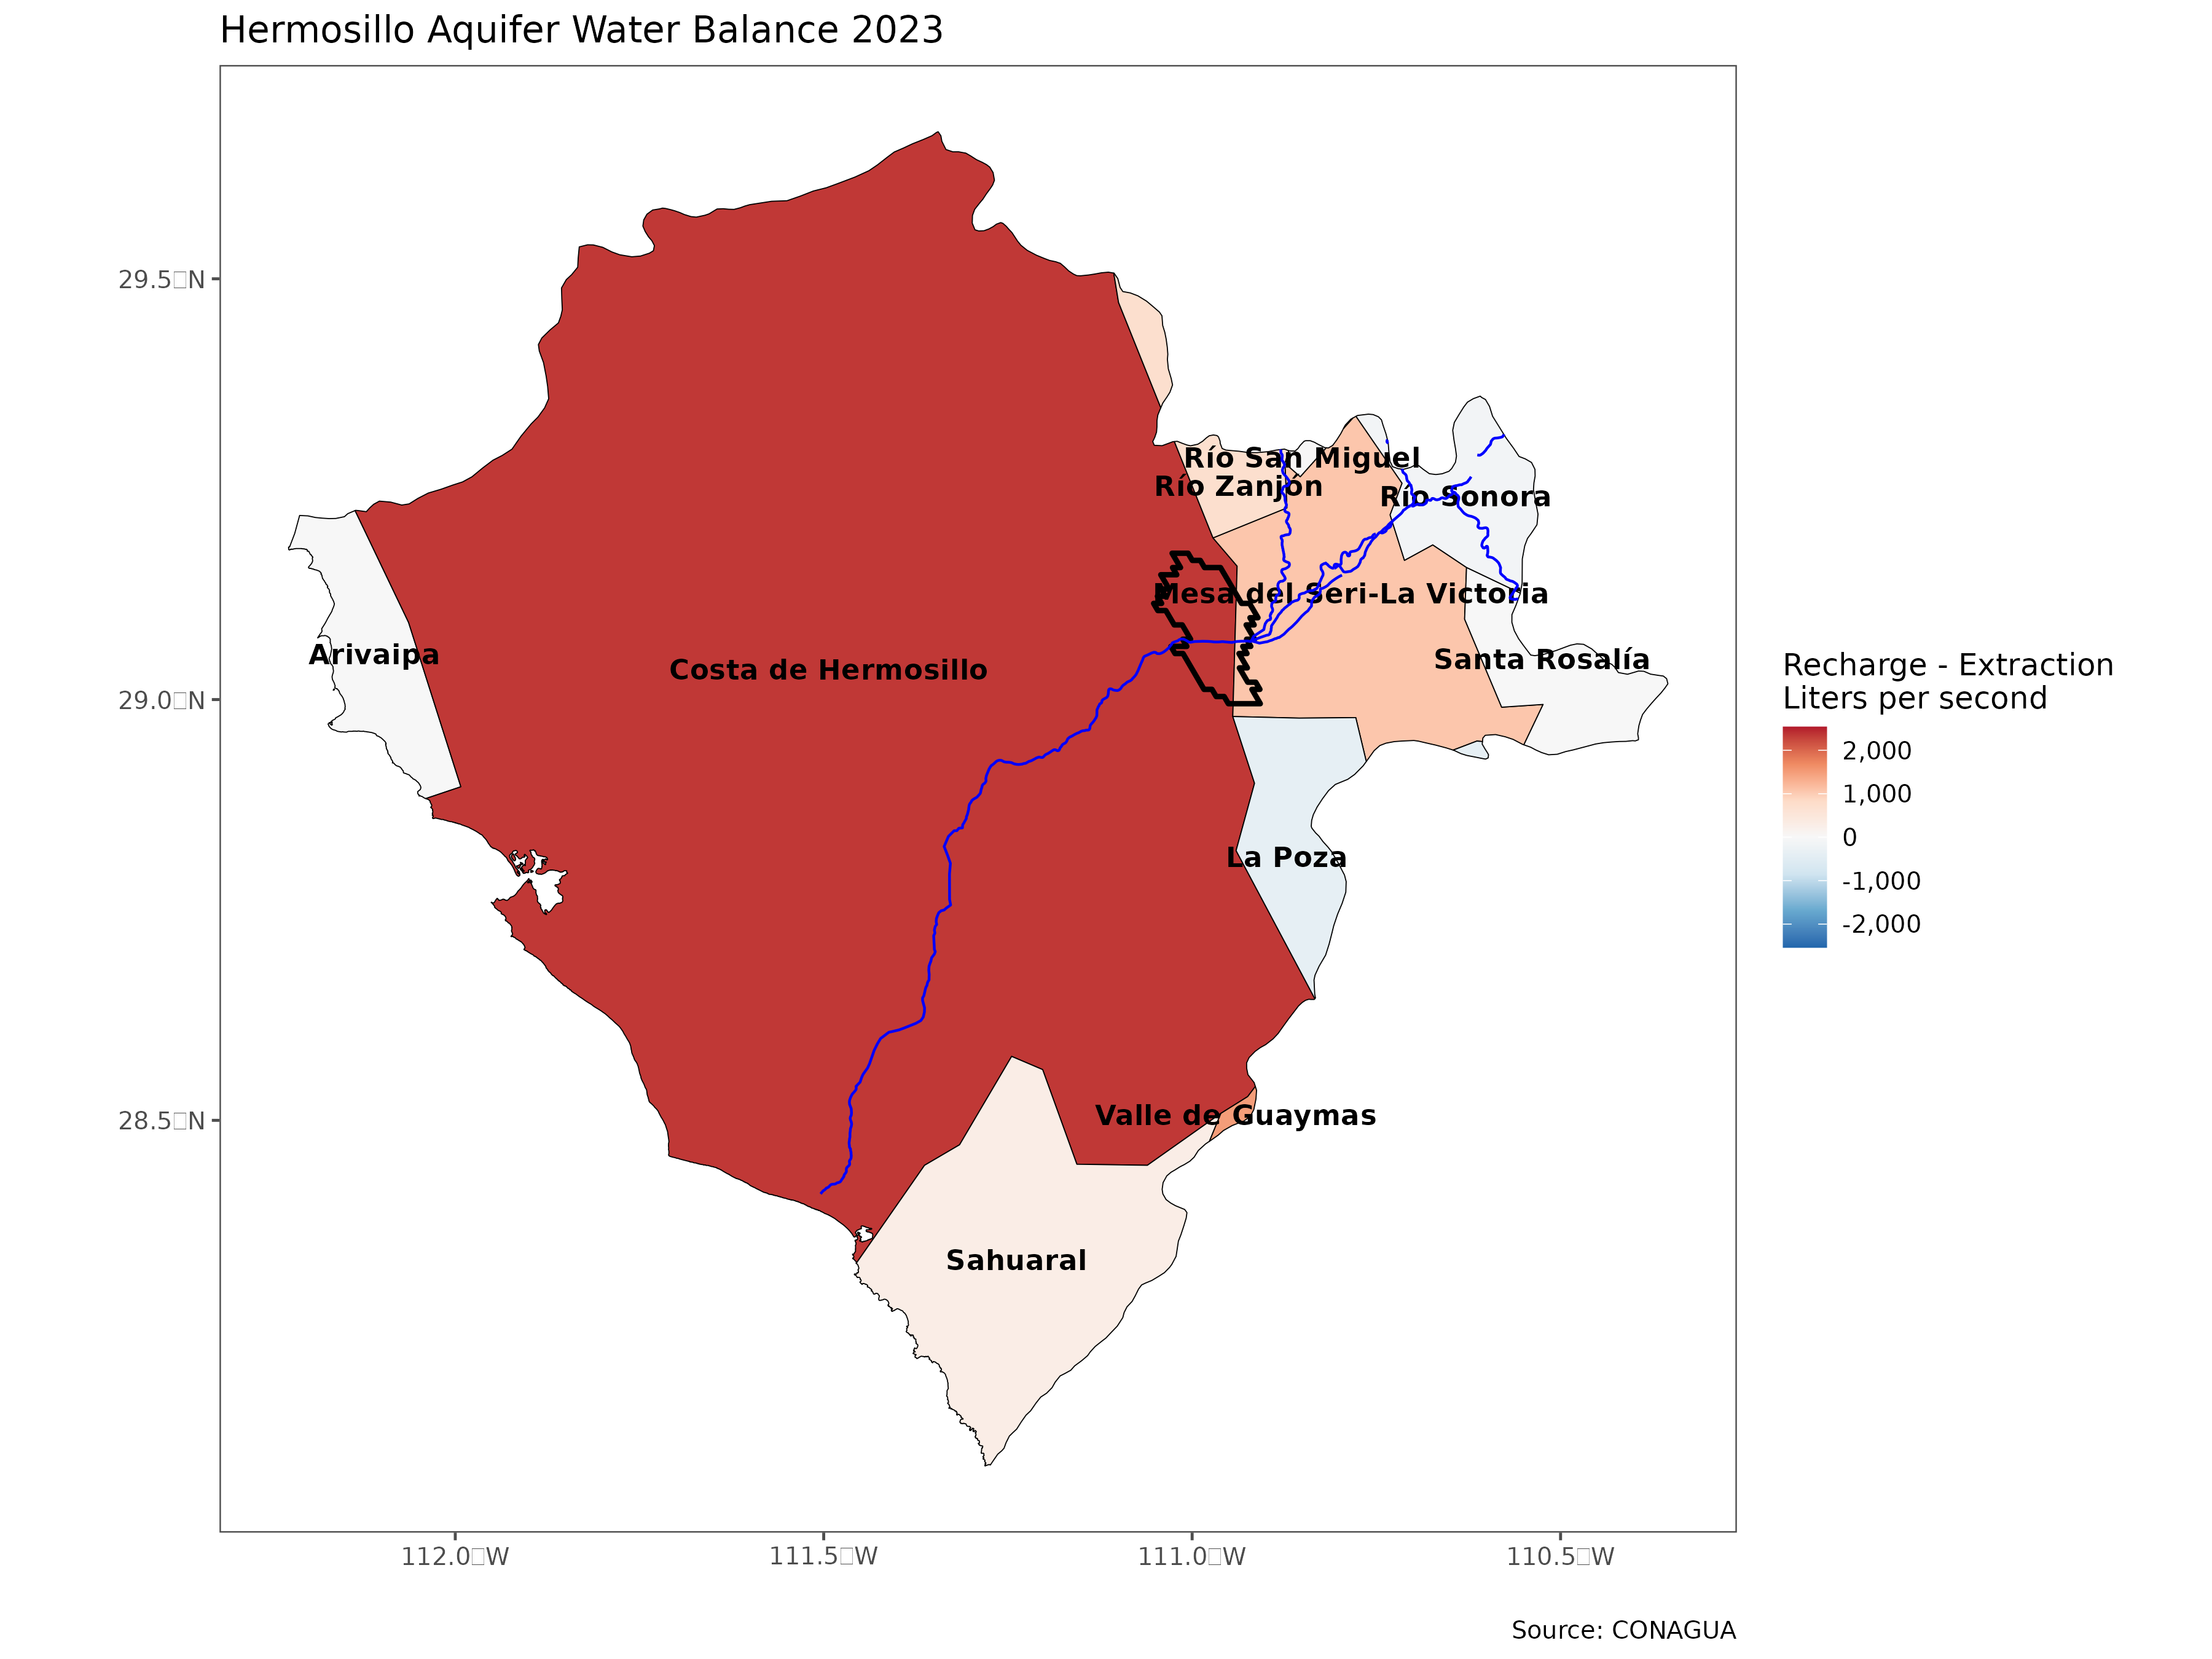 Hermosillo Aquifer Water Balance 2023
29.5□N
29.0□N
28.5□N
Río San Miguel
Río Zanjón
Río Sonora
Mesa del Seri-La Victoria
Arivaipa
Costa de Hermosillo
Santa Rosalía
La Poza
Valle de Guaymas
Sahuaral
112.0□W
111.5□W
111.0□W
110.5□W
Recharge - Extraction
Liters per second
2,000
1,000
0
-1,000
-2,000
Source: CONAGUA